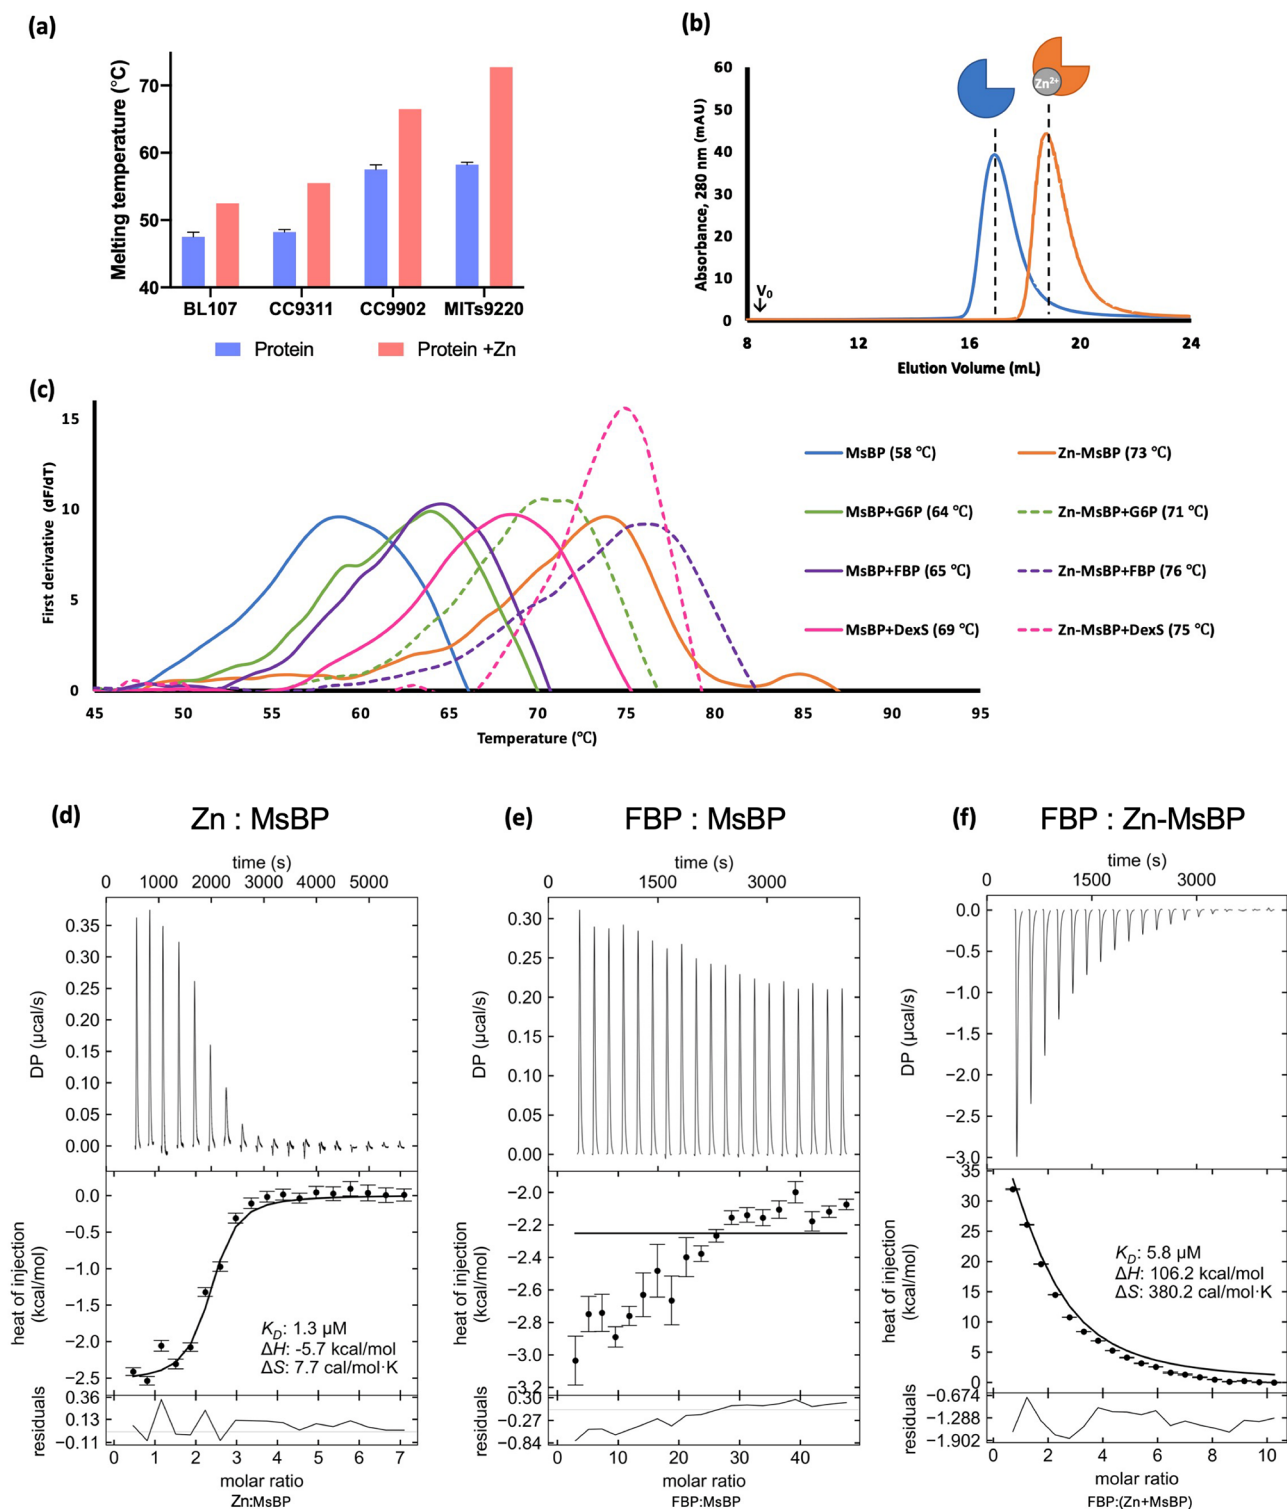 (a)
Melting temperature (°C)
70
60
50
40
BL107 CC9311 CC9902 MITs9220
Protein Protein +Zn
(b)
Absorbance, 280 nm (mAU)
60
50
40
30
20
10
0
V0
Zn2+
8 12 16 20 24
Elution Volume (mL)
(c)
First derivative (dF/dT)
15
10
5
0
45 50 55 60 65 70 75 80 85 90 95
Temperature (℃)
MsBP (58 ℃) Zn-MsBP (73 ℃)
MsBP+G6P (64 ℃) Zn-MsBP+G6P (71 ℃)
MsBP+FBP (65 ℃) Zn-MsBP+FBP (76 ℃)
MsBP+DexS (69 ℃) Zn-MsBP+DexS (75 ℃)
(d) Zn : MsBP
time (s)
0 1000 2000 3000 4000 5000
DP (µcal/s)
0.35
0.30
0.25
0.20
0.15
0.10
0.05
0.00
heat of injection
(kcal/mol)
0.0
−0.5
−1.0
−1.5
−2.0
−2.5
KD: 1.3 µM
ΔH: -5.7 kcal/mol
ΔS: 7.7 cal/mol·K
residuals
0.36
0.13
−0.11
0 1 2 3 4 5 6 7
molar ratio
Zn:MsBP
(e) FBP : MsBP
time (s)
0 1500 3000
DP (µcal/s)
0.30
0.25
0.20
0.15
0.10
0.05
0.00
heat of injection
(kcal/mol)
−2.0
−2.2
−2.4
−2.6
−2.8
−3.0
−3.2
residuals
0.30
−0.27
−0.84
0 10 20 30 40
molar ratio
FBP:MsBP
(f) FBP : Zn-MsBP
time (s)
0 1500 3000
DP (µcal/s)
0.0
−0.5
−1.0
−1.5
−2.0
−2.5
−3.0
heat of injection
(kcal/mol)
35
30
25
20
15
10
5
0
KD: 5.8 µM
ΔH: 106.2 kcal/mol
ΔS: 380.2 cal/mol·K
residuals
−0.674
−1.288
−1.902
0 2 4 6 8 10
molar ratio
FBP:(Zn+MsBP)